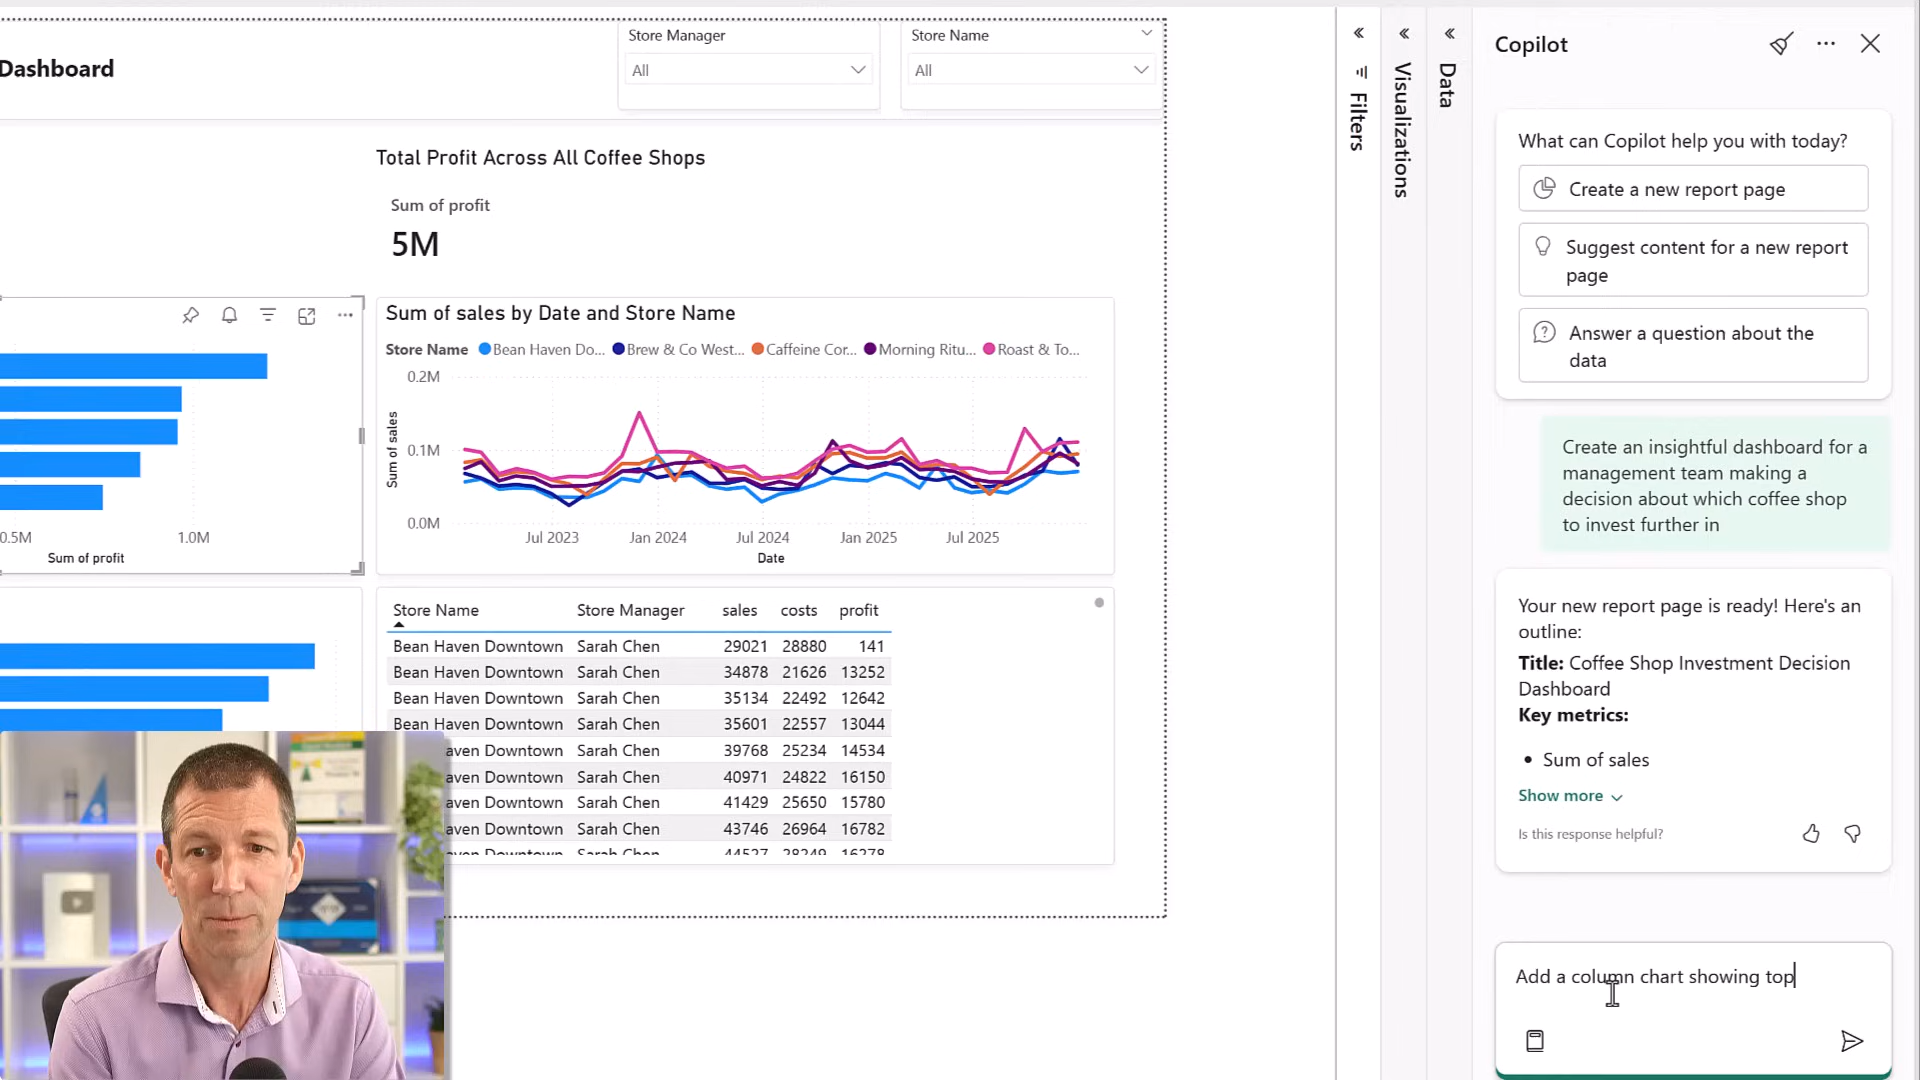 Dashboard
Store Manager
All
Store Name
All
Total Profit Across All Coffee Shops
Sum of profit
5M
0.5M
1.0M
Sum of profit
Sum of sales by Date and Store Name
Store Name Bean Haven Do... Brew & Co West... Caffeine Cor... Morning Ritu... Roast & To...
0.2M
0.1M
0.0M
Sum of sales
Jul 2023 Jan 2024 Jul 2024 Jan 2025 Jul 2025
Date
Store Name Store Manager sales costs profit
Bean Haven Downtown Sarah Chen 29021 28880 141
Bean Haven Downtown Sarah Chen 34878 21626 13252
Bean Haven Downtown Sarah Chen 35134 22492 12642
Bean Haven Downtown Sarah Chen 35601 22557 13044
aven Downtown Sarah Chen 39768 25234 14534
haven Downtown Sarah Chen 40971 24822 16150
aven Downtown Sarah Chen 41429 25650 15780
aven Downtown Sarah Chen 43746 26964 16782
aven Downtown Sarah Chen 44527 28249 16278
Filters
Visualizations
Data
Copilot
What can Copilot help you with today?
Create a new report page
Suggest content for a new report
page
Answer a question about the
data
Create an insightful dashboard for a
management team making a
decision about which coffee shop
to invest further in
Your new report page is ready! Here's an
outline:
Title: Coffee Shop Investment Decision
Dashboard
Key metrics:
• Sum of sales
Show more
Is this response helpful?
Add a column chart showing top